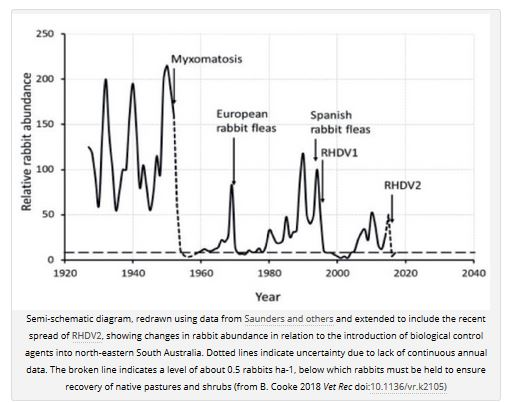 250
200
150
100
50
0
Relative rabbit abundance
Myxomatosis
European
rabbit fleas
Spanish
rabbit fleas
RHDV1
RHDV2
1920 1940 1960 1980 2000 2020 2040
Year
Semi-schematic diagram, redrawn using data from Saunders and others and extended to include the recent
spread of RHDV2, showing changes in rabbit abundance in relation to the introduction of biological control
agents into north-eastern South Australia. Dotted lines indicate uncertainty due to lack of continuous annual
data. The broken line indicates a level of about 0.5 rabbits ha-1, below which rabbits must be held to ensure
recovery of native pastures and shrubs (from B. Cooke 2018 Vet Rec doi:10.1136/vr.k2105)